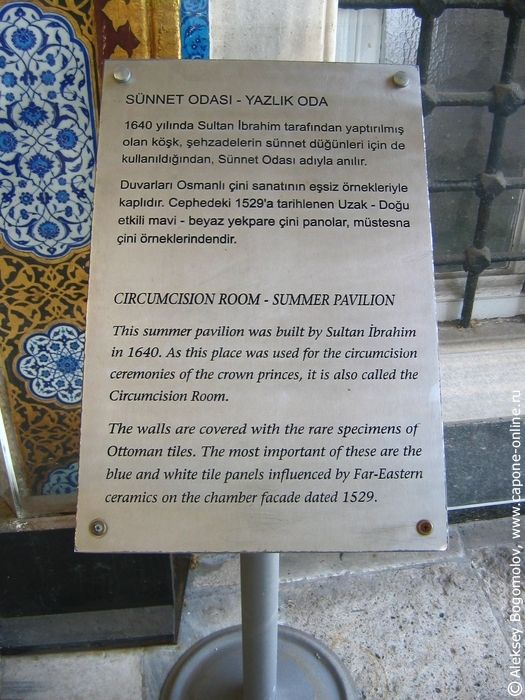 SÜNNET ODASI - YAZLIK ODA
1640 yılında Sultan İbrahim tarafından yaptırılmış
olan köşk, şehzadelerin sünnet düğünleri için de
kullanıldığından, Sünnet Odası adıyla anılır.
Duvarları Osmanlı çini sanatının eşsiz örnekleriyle
kaplıdır. Cephedeki 1529'a tarihlenen Uzak - Doğu
etkili mavi - beyaz yekpare çini panolar, müstesna
çini örneklerindendir.
CIRCUMCISION ROOM - SUMMER PAVILION
This summer pavilion was built by Sultan İbrahim
in 1640. As this place was used for the circumcision
ceremonies of the crown princes, it is also called the
Circumcision Room.
The walls are covered with the rare specimens of
Ottoman tiles. The most important of these are the
blue and white tile panels influenced by Far-Eastern
ceramics on the chamber facade dated 1529.
© Aleksey Bogomolov, www.capone-online.ru